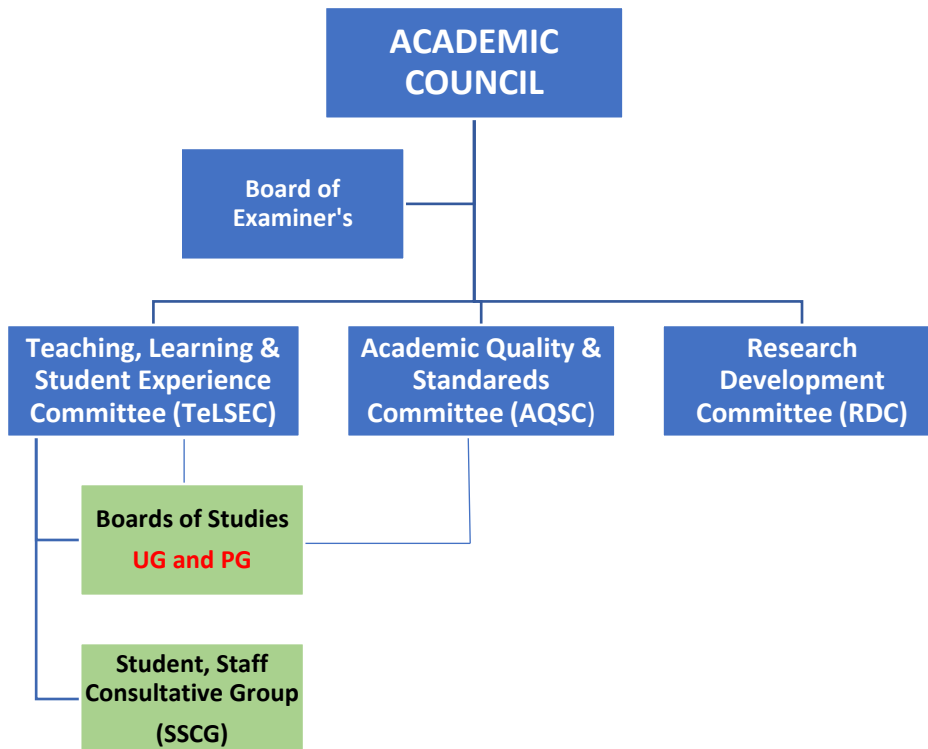 ACADEMIC
COUNCIL
Board of
Examiner's
Teaching, Learning &
Student Experience
Committee (TeLSEC)
Academic Quality &
Standareds
Committee (AQSC)
Research
Development
Committee (RDC)
Boards of Studies
UG and PG
Student, Staff
Consultative Group
(SSCG)